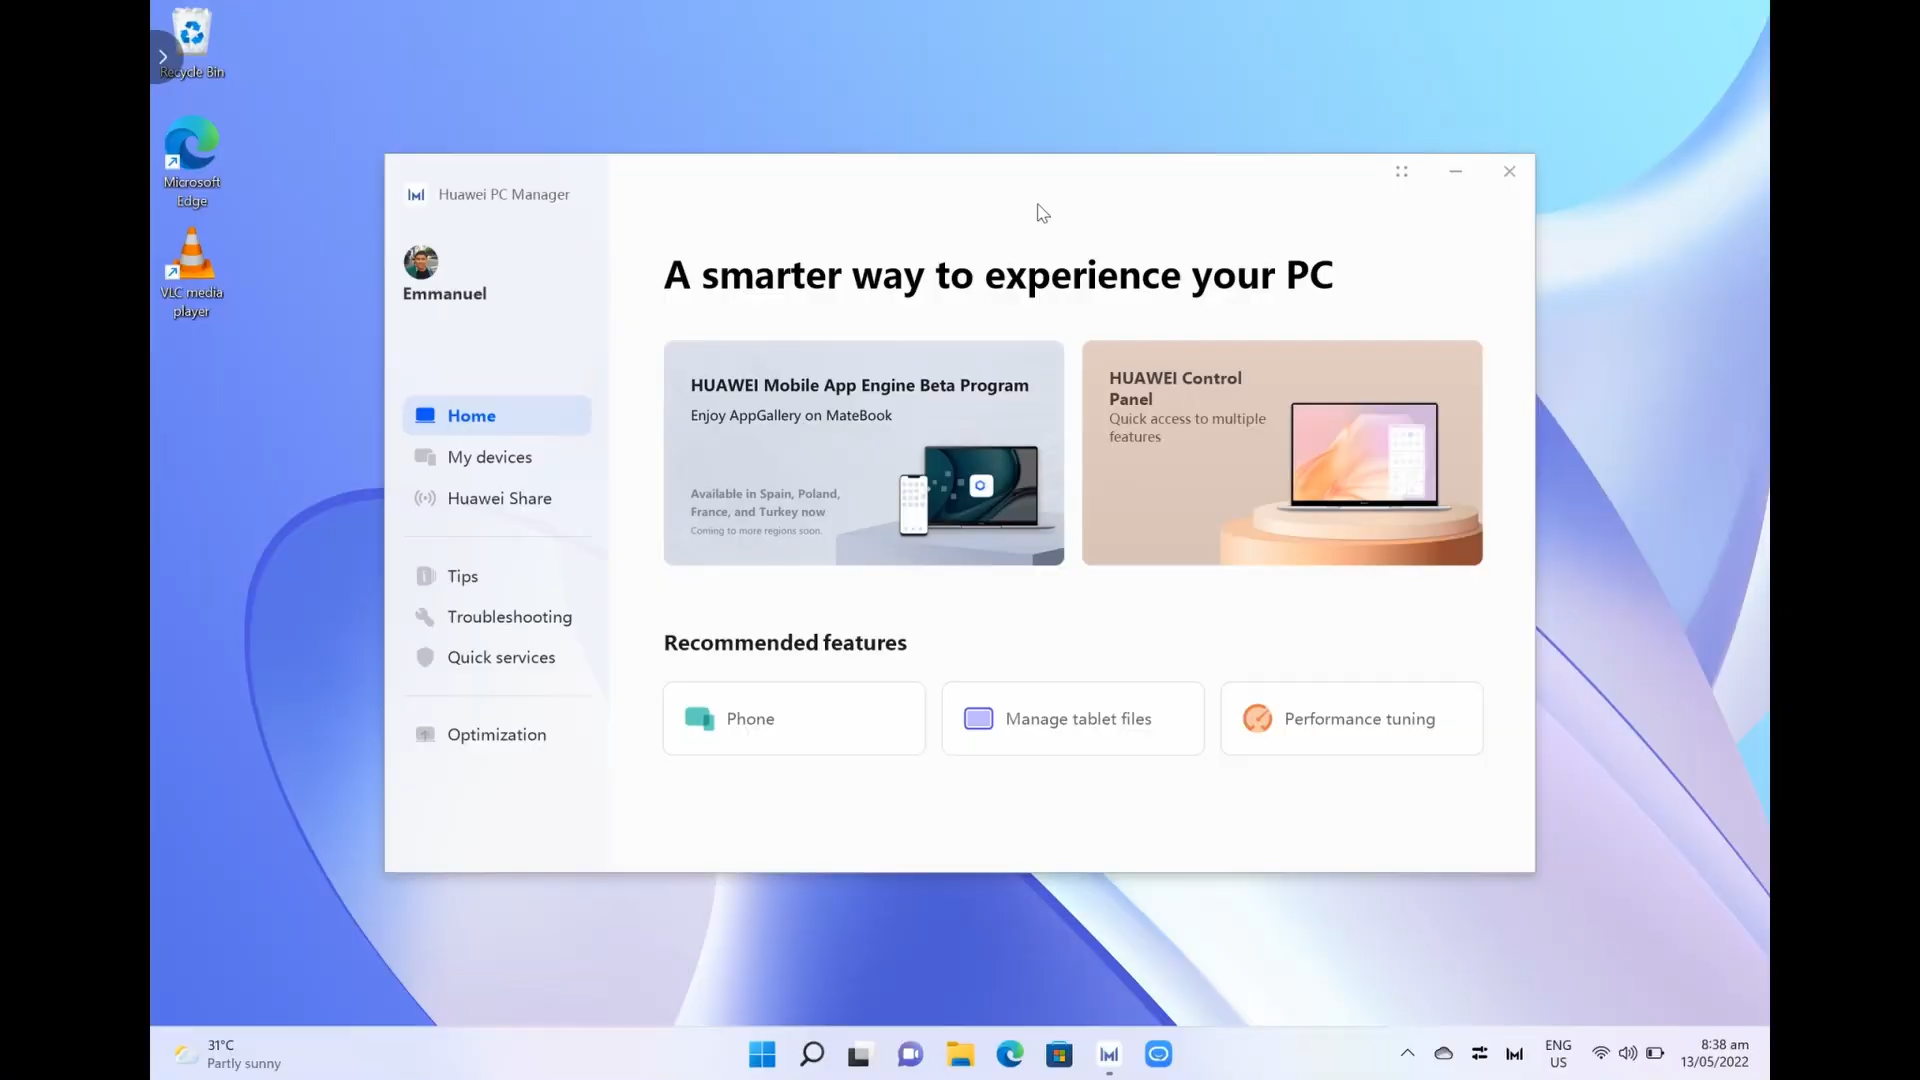 Recycle Bin
Microsoft
Edge
VLC media
player
Huawei PC Manager
Emmanuel
Home
My devices
Huawei Share
Tips
Troubleshooting
Quick services
Optimization
A smarter way to experience your PC
HUAWEI Mobile App Engine Beta Program
Enjoy AppGallery on MateBook
Available in Spain, Poland,
France, and Turkey now
Coming to more regions soon.
HUAWEI Control
Panel
Quick access to multiple
features
Recommended features
Phone
Manage tablet files
Performance tuning
31°C
Partly sunny
ENG
US
8:38 am
13/05/2022